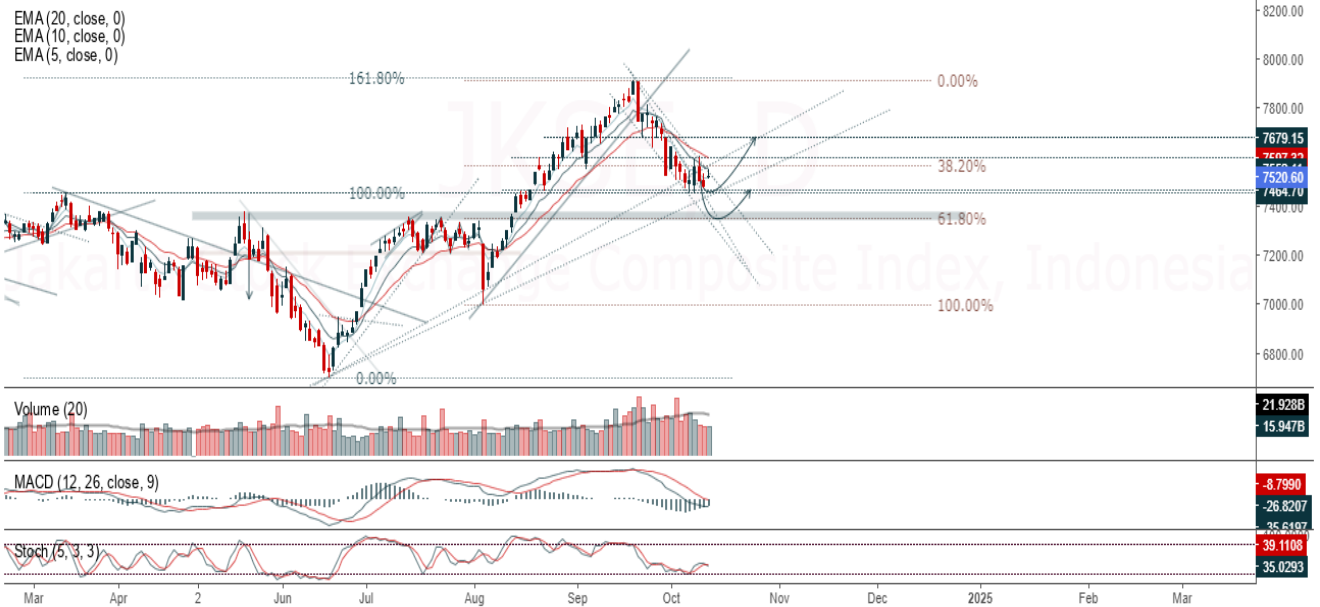 EMA (20, close, 0)
EMA (10, close, 0)
EMA (5, close, 0)
8200.00
8000.00
7800.00
7679.15
7597.32
7520.60
7464.70
7400.00
7200.00
7000.00
6800.00
161.80%
100.00%
0.00%
0.00%
38.20%
61.80%
100.00%
Composite Index, Indonesia
Volume (20)
21.928B
15.947B
MACD (12, 26, close, 9)
-8.7990
-26.8207
35.6197
Stoch (5, 3, 3)
39.1108
35.0293
Mar Apr 2 Jun Jul Aug Sep Oct Nov Dec 2025 Feb Mar